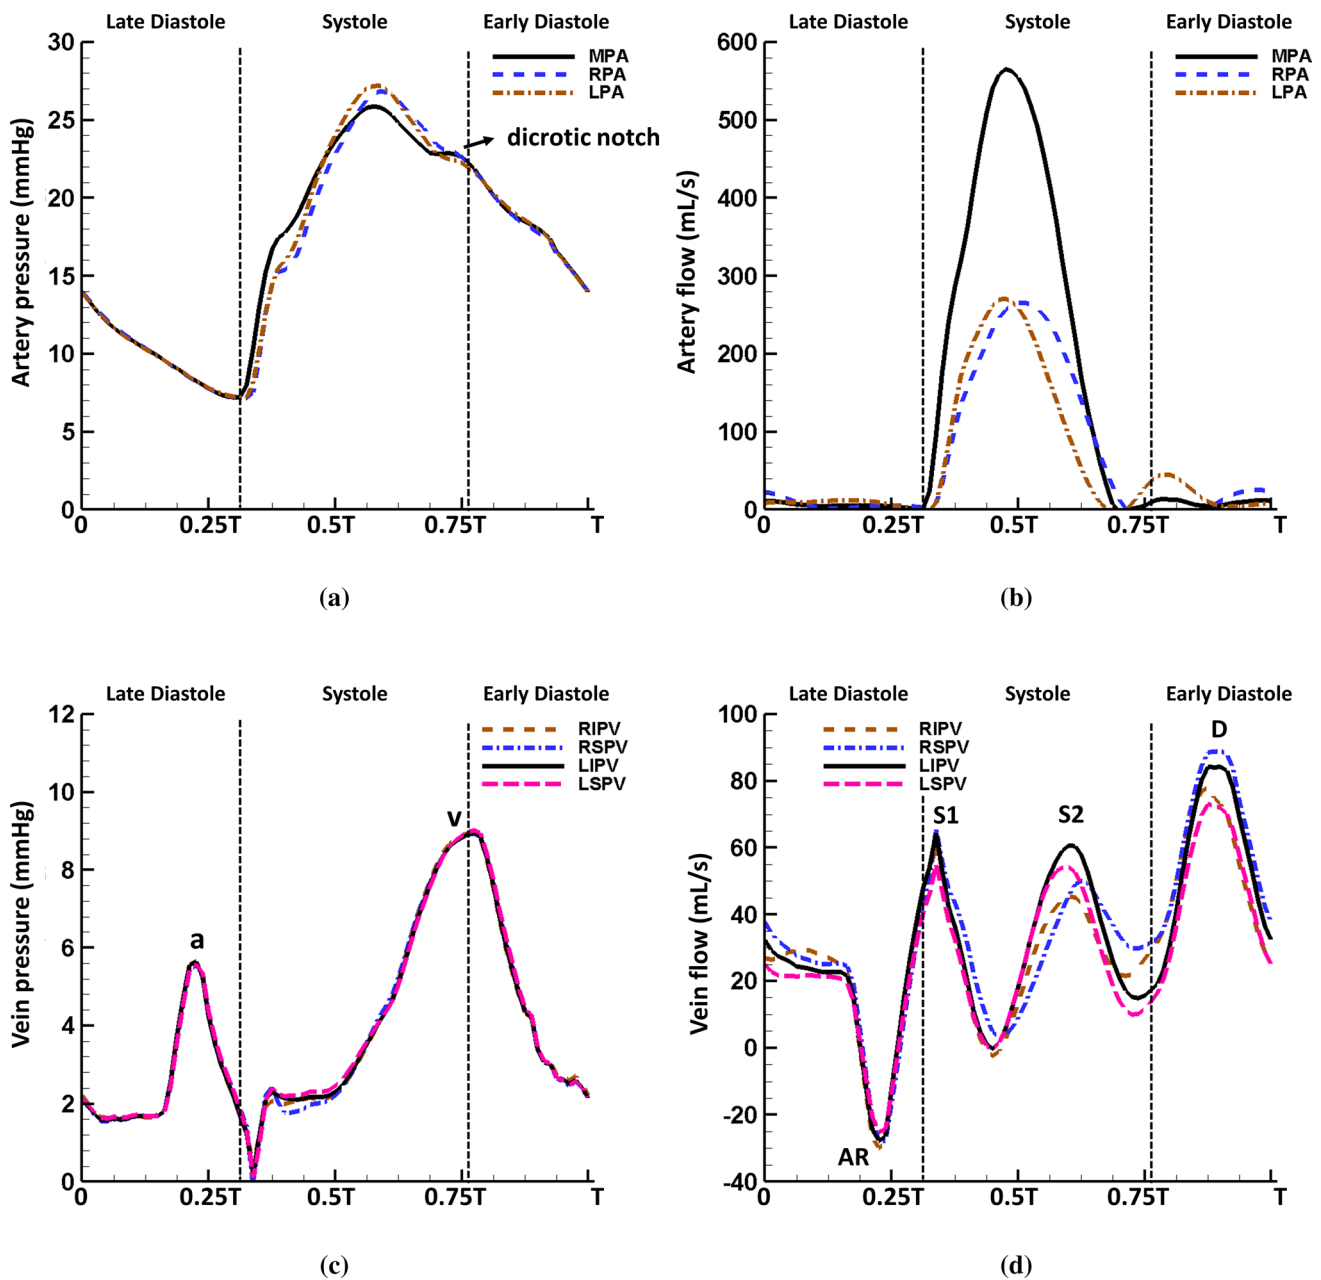 Late Diastole Systole Early Diastole
30
25
20
15
10
5
0
Artery pressure (mmHg)
MPA
RPA
LPA
dicrotic notch
0 0.25T 0.5T 0.75T T
(a)
Late Diastole Systole Early Diastole
600
500
400
300
200
100
0
Artery flow (mL/s)
MPA
RPA
LPA
0 0.25T 0.5T 0.75T T
(b)
Late Diastole Systole Early Diastole
12
10
8
6
4
2
0
Vein pressure (mmHg)
RIPV
RSPV
LIPV
LSPV
a
v
0 0.25T 0.5T 0.75T T
(c)
Late Diastole Systole Early Diastole
100
80
60
40
20
0
-20
-40
Vein flow (mL/s)
RIPV
RSPV
LIPV
LSPV
D
S1
S2
AR
0 0.25T 0.5T 0.75T T
(d)